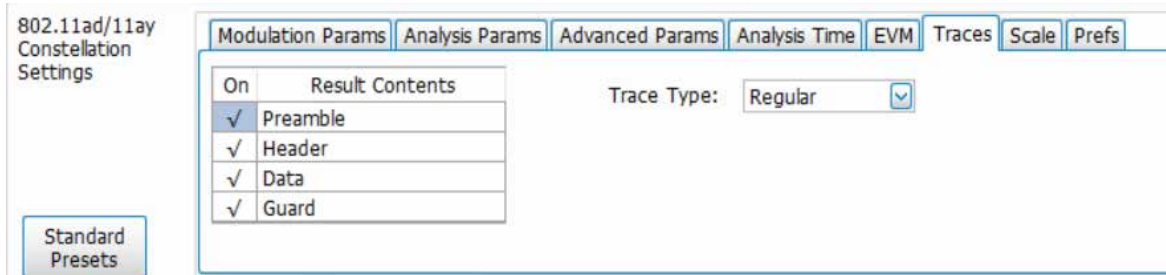 802.11ad/11ay
Constellation
Settings
Modulation Params Analysis Params Advanced Params Analysis Time EVM Traces Scale Prefs
On Result Contents
√ Preamble
√ Header
√ Data
√ Guard
Trace Type: Regular
Standard
Presets